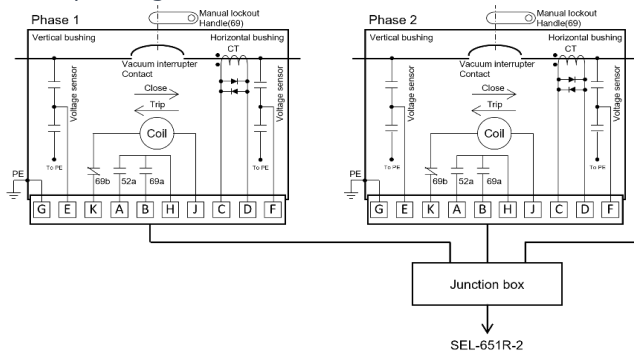 Phase 1
Manual lockout
Handle(69)
Vertical bushing
Horizontal bushing
CT
Vacuum interrupter
Contact
Voltage sensor
Close
Trip
Voltage sensor
Coil
To PE
To PE
PE
69b
52a
69a
G E K A B H J C D F
Phase 2
Manual lockout
Handle(69)
Vertical bushing
Horizontal bushing
CT
Vacuum interrupter
Contact
Voltage sensor
Close
Trip
Voltage sensor
Coil
To PE
To PE
PE
69b
52a
69a
G E K A B H J C D F
Junction box
SEL-651R-2